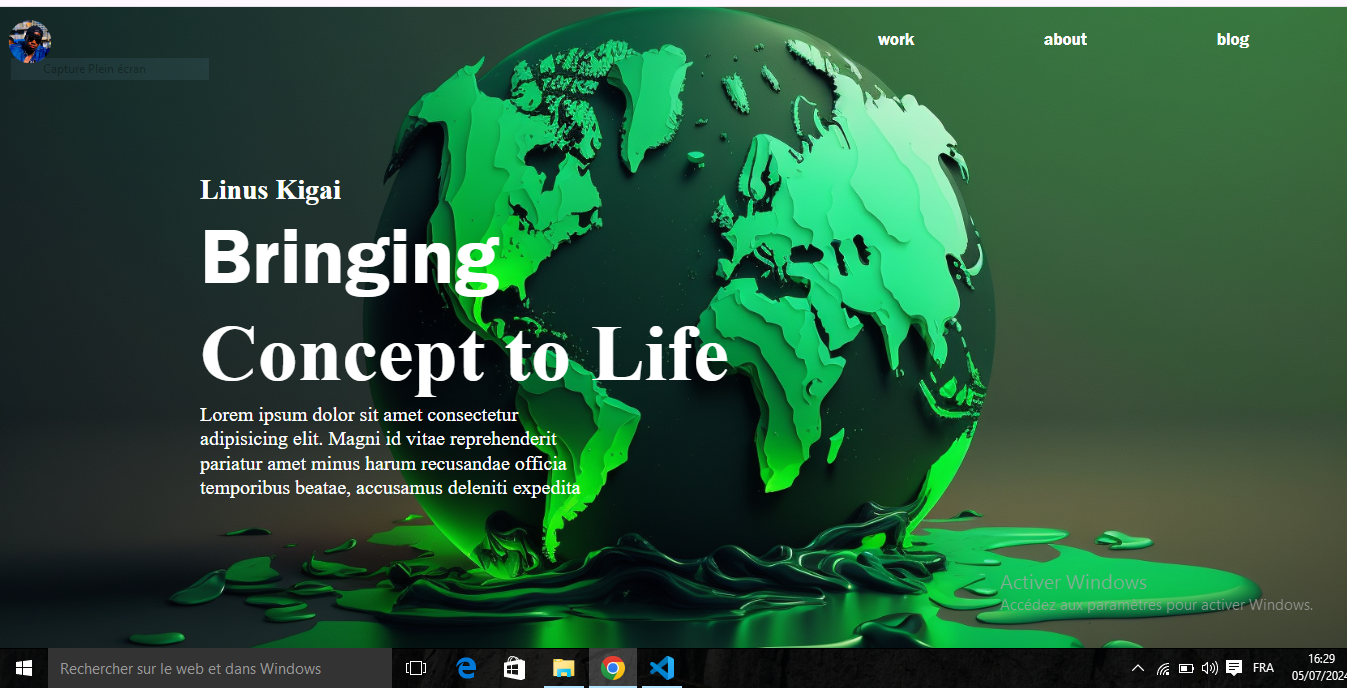 work about blog
Capture Plein écran
Linus Kigai
Bringing
Concept to Life
Lorem ipsum dolor sit amet consectetur
adipisicing elit. Magni id vitae reprehenderit
pariatur amet minus harum recusandae officia
temporibus beatae, accusamus deleniti expedita
Activer Windows
Accédez aux paramètres pour activer Windows.
Rechercher sur le web et dans Windows
FRA
16:29
05/07/2024